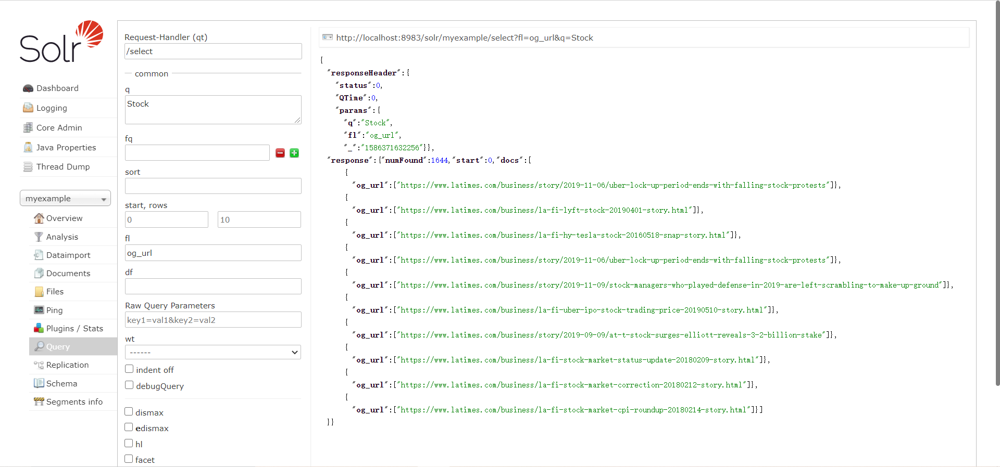 Solr
Dashboard
Logging
Core Admin
Java Properties
Thread Dump
myexample
Overview
Analysis
Dataimport
Documents
Files
Ping
Plugins / Stats
Query
Replication
Schema
Segments info
Request-Handler (qt)
/select
common
q
Stock
fq
sort
start, rows
0 10
fl
og_url
df
Raw Query Parameters
key1=val1&key2=val2
wt
------
indent off
debugQuery
dismax
edismax
hl
facet
http://localhost:8983/solr/myexample/select?fl=og_url&q=Stock
{
"responseHeader":{
"status":0,
"QTime":0,
"params":{
"q":"Stock",
"fl":"og_url",
"_":"1586371632256"}},
"response":{"numFound":1644,"start":0,"docs":[
{
"og_url":["https://www.latimes.com/business/story/2019-11-06/uber-lock-up-period-ends-with-falling-stock-protests"]},
{
"og_url":["https://www.latimes.com/business/la-fi-lyft-stock-20190401-story.html"]},
{
"og_url":["https://www.latimes.com/business/la-fi-hy-tesla-stock-20160518-snap-story.html"]},
{
"og_url":["https://www.latimes.com/business/story/2019-11-06/uber-lock-up-period-ends-with-falling-stock-protests"]},
{
"og_url":["https://www.latimes.com/business/story/2019-11-09/stock-managers-who-played-defense-in-2019-are-left-scrambling-to-make-up-ground"]},
{
"og_url":["https://www.latimes.com/business/la-fi-uber-ipo-stock-trading-price-20190510-story.html"]},
{
"og_url":["https://www.latimes.com/business/story/2019-09-09/at-t-stock-surges-elliott-reveals-3-2-billion-stake"]},
{
"og_url":["https://www.latimes.com/business/la-fi-stock-market-status-update-20180209-story.html"]},
{
"og_url":["https://www.latimes.com/business/la-fi-stock-market-correction-20180212-story.html"]},
{
"og_url":["https://www.latimes.com/business/la-fi-stock-market-cpi-roundup-20180214-story.html"]}]
}}